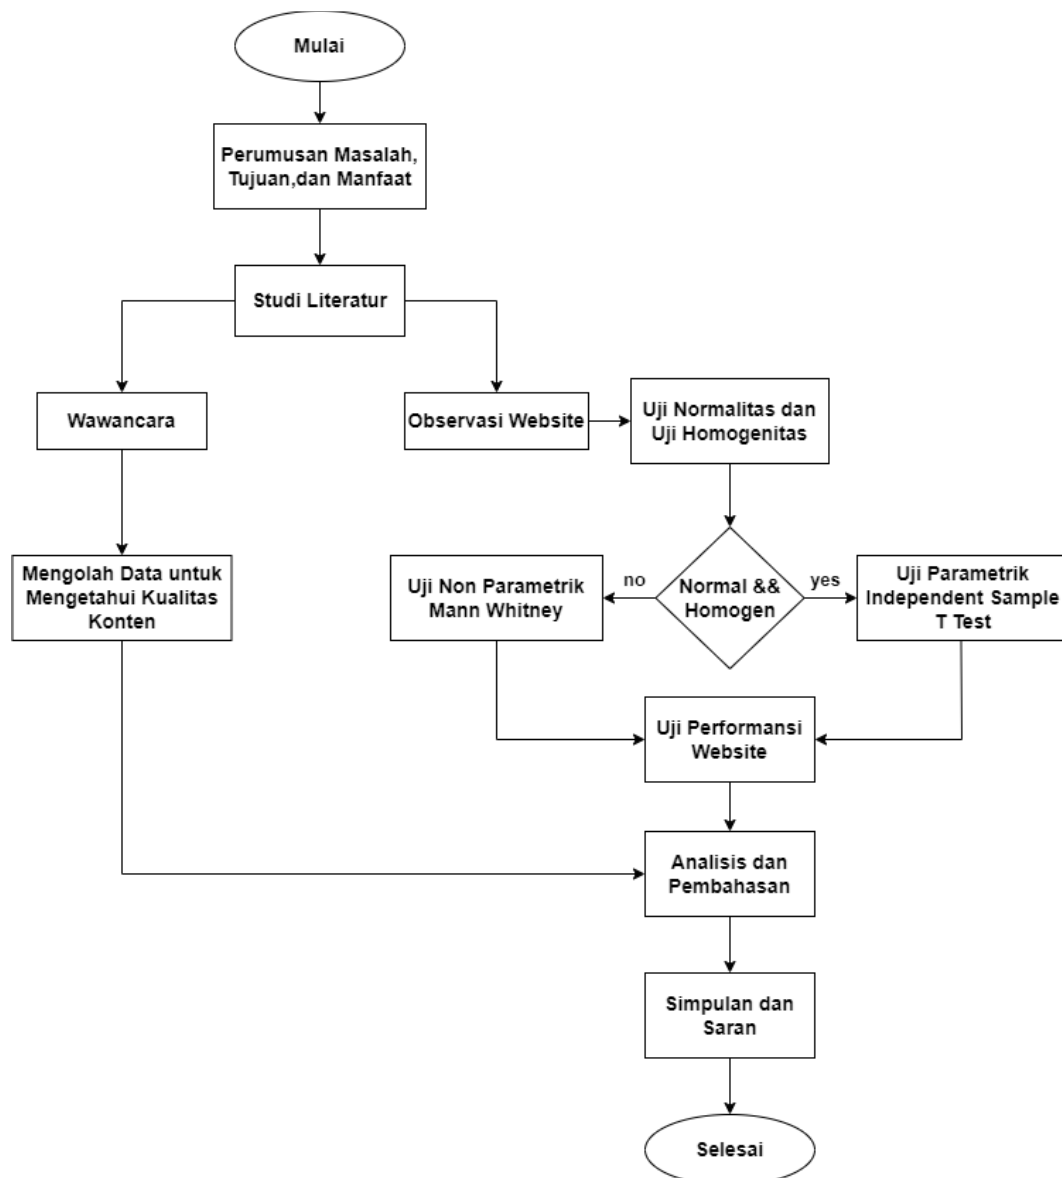 Mulai
Perumusan Masalah,
Tujuan,dan Manfaat
Studi Literatur
Wawancara
Observasi Website
Uji Normalitas dan
Uji Homogenitas
Mengolah Data untuk
Mengetahui Kualitas
Konten
Uji Non Parametrik
Mann Whitney
no
Normal &&
Homogen
yes
Uji Parametrik
Independent Sample
T Test
Uji Performansi
Website
Analisis dan
Pembahasan
Simpulan dan
Saran
Selesai